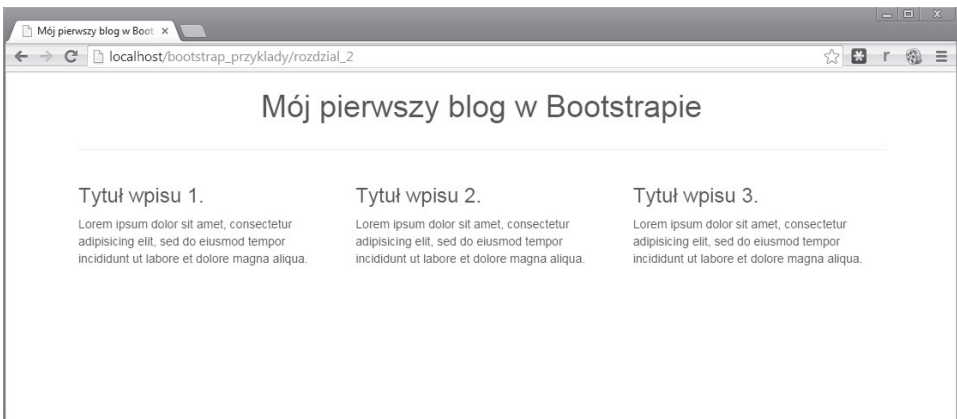 Mój pierwszy blog w Boot
localhost/bootstrap_przyklady/rozdzial_2
Mój pierwszy blog w Bootstrapie
Tytuł wpisu 1.
Lorem ipsum dolor sit amet, consectetur
adipisicing elit, sed do eiusmod tempor
incididunt ut labore et dolore magna aliqua.
Tytuł wpisu 2.
Lorem ipsum dolor sit amet, consectetur
adipisicing elit, sed do eiusmod tempor
incididunt ut labore et dolore magna aliqua.
Tytuł wpisu 3.
Lorem ipsum dolor sit amet, consectetur
adipisicing elit, sed do eiusmod tempor
incididunt ut labore et dolore magna aliqua.